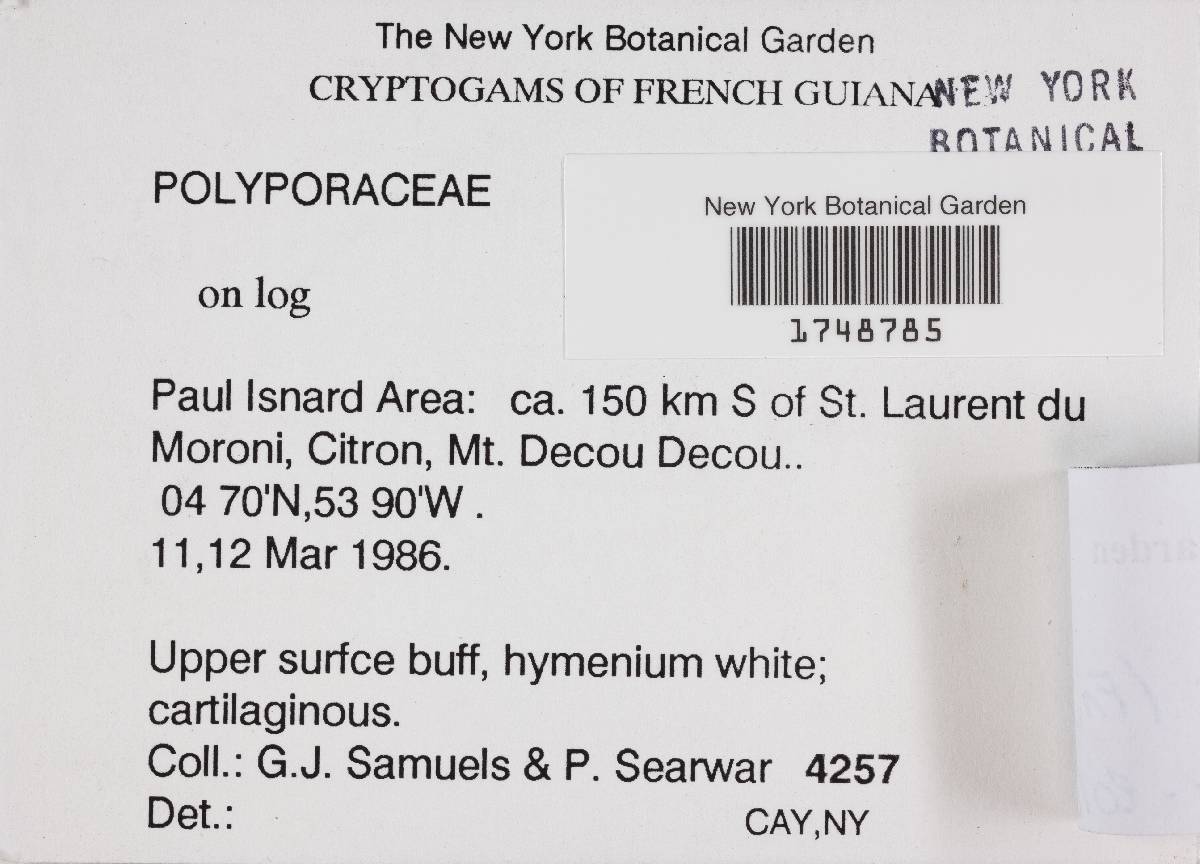 The New York Botanical Garden
CRYPTOGAMS OF FRENCH GUIANA
NEW YORK
BOTANICAL
POLYPORACEAE
New York Botanical Garden
1748785
on log
Paul Isnard Area: ca. 150 km S of St. Laurent du
Moroni, Citron, Mt. Decou Decou..
04 70'N,53 90'W .
11,12 Mar 1986.
Upper surfce buff, hymenium white;
cartilaginous.
Coll.: G.J. Samuels & P. Searwar 4257
Det.:
CAY,NY